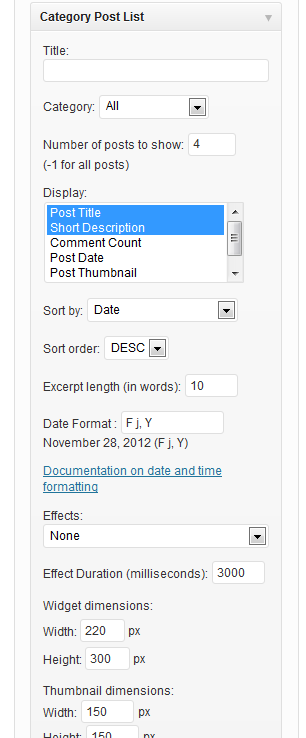 Category Post List
Title:
Category: All
Number of posts to show: 4
(-1 for all posts)
Display:
Post Title
Short Description
Comment Count
Post Date
Post Thumbnail
Sort by: Date
Sort order: DESC
Excerpt length (in words): 10
Date Format : F j, Y
November 28, 2012 (F j, Y)
Documentation on date and time
formatting
Effects:
None
Effect Duration (milliseconds): 3000
Widget dimensions:
Width: 220 px
Height: 300 px
Thumbnail dimensions:
Width: 150 px
Height: 150 px